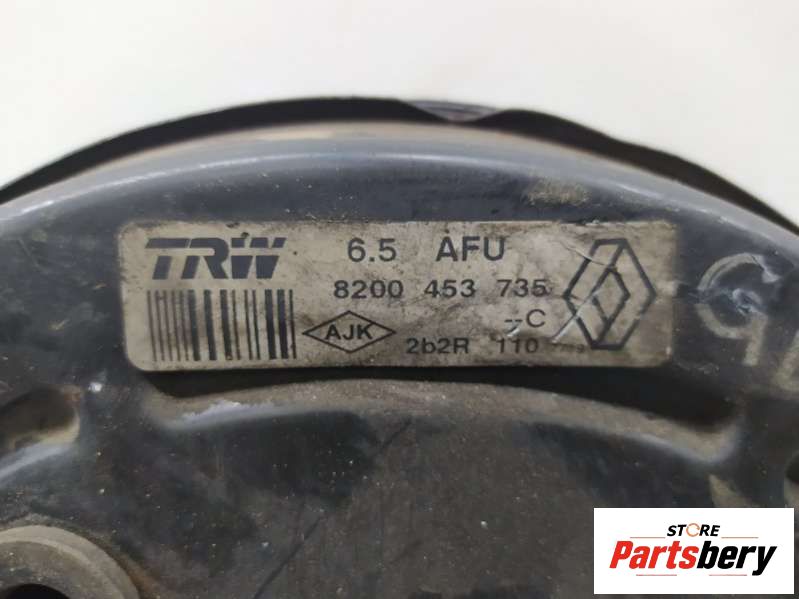 TRW 6.5 AFU
8200 453 735
--C
AJK 2b2R 110
STORE
Partsbery